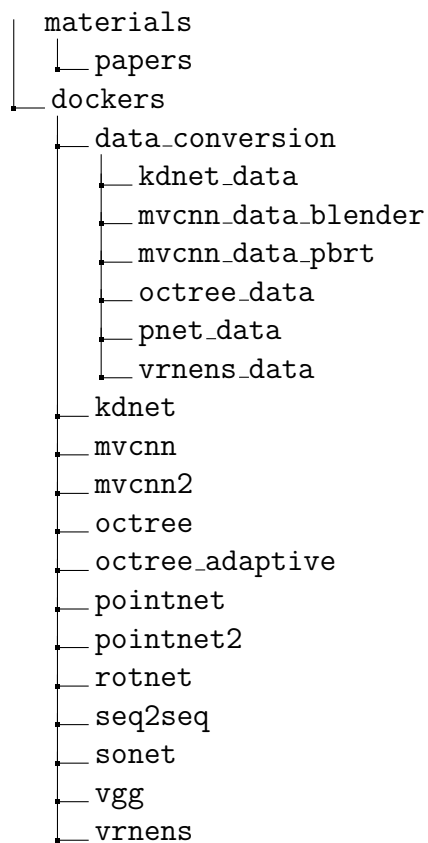 materials
papers
dockers
data_conversion
kdnet_data
mvcnn_data_blender
mvcnn_data_pbrt
octree_data
pnet_data
vrnens_data
kdnet
mvcnn
mvcnn2
octree
octree_adaptive
pointnet
pointnet2
rotnet
seq2seq
sonet
vgg
vrnens